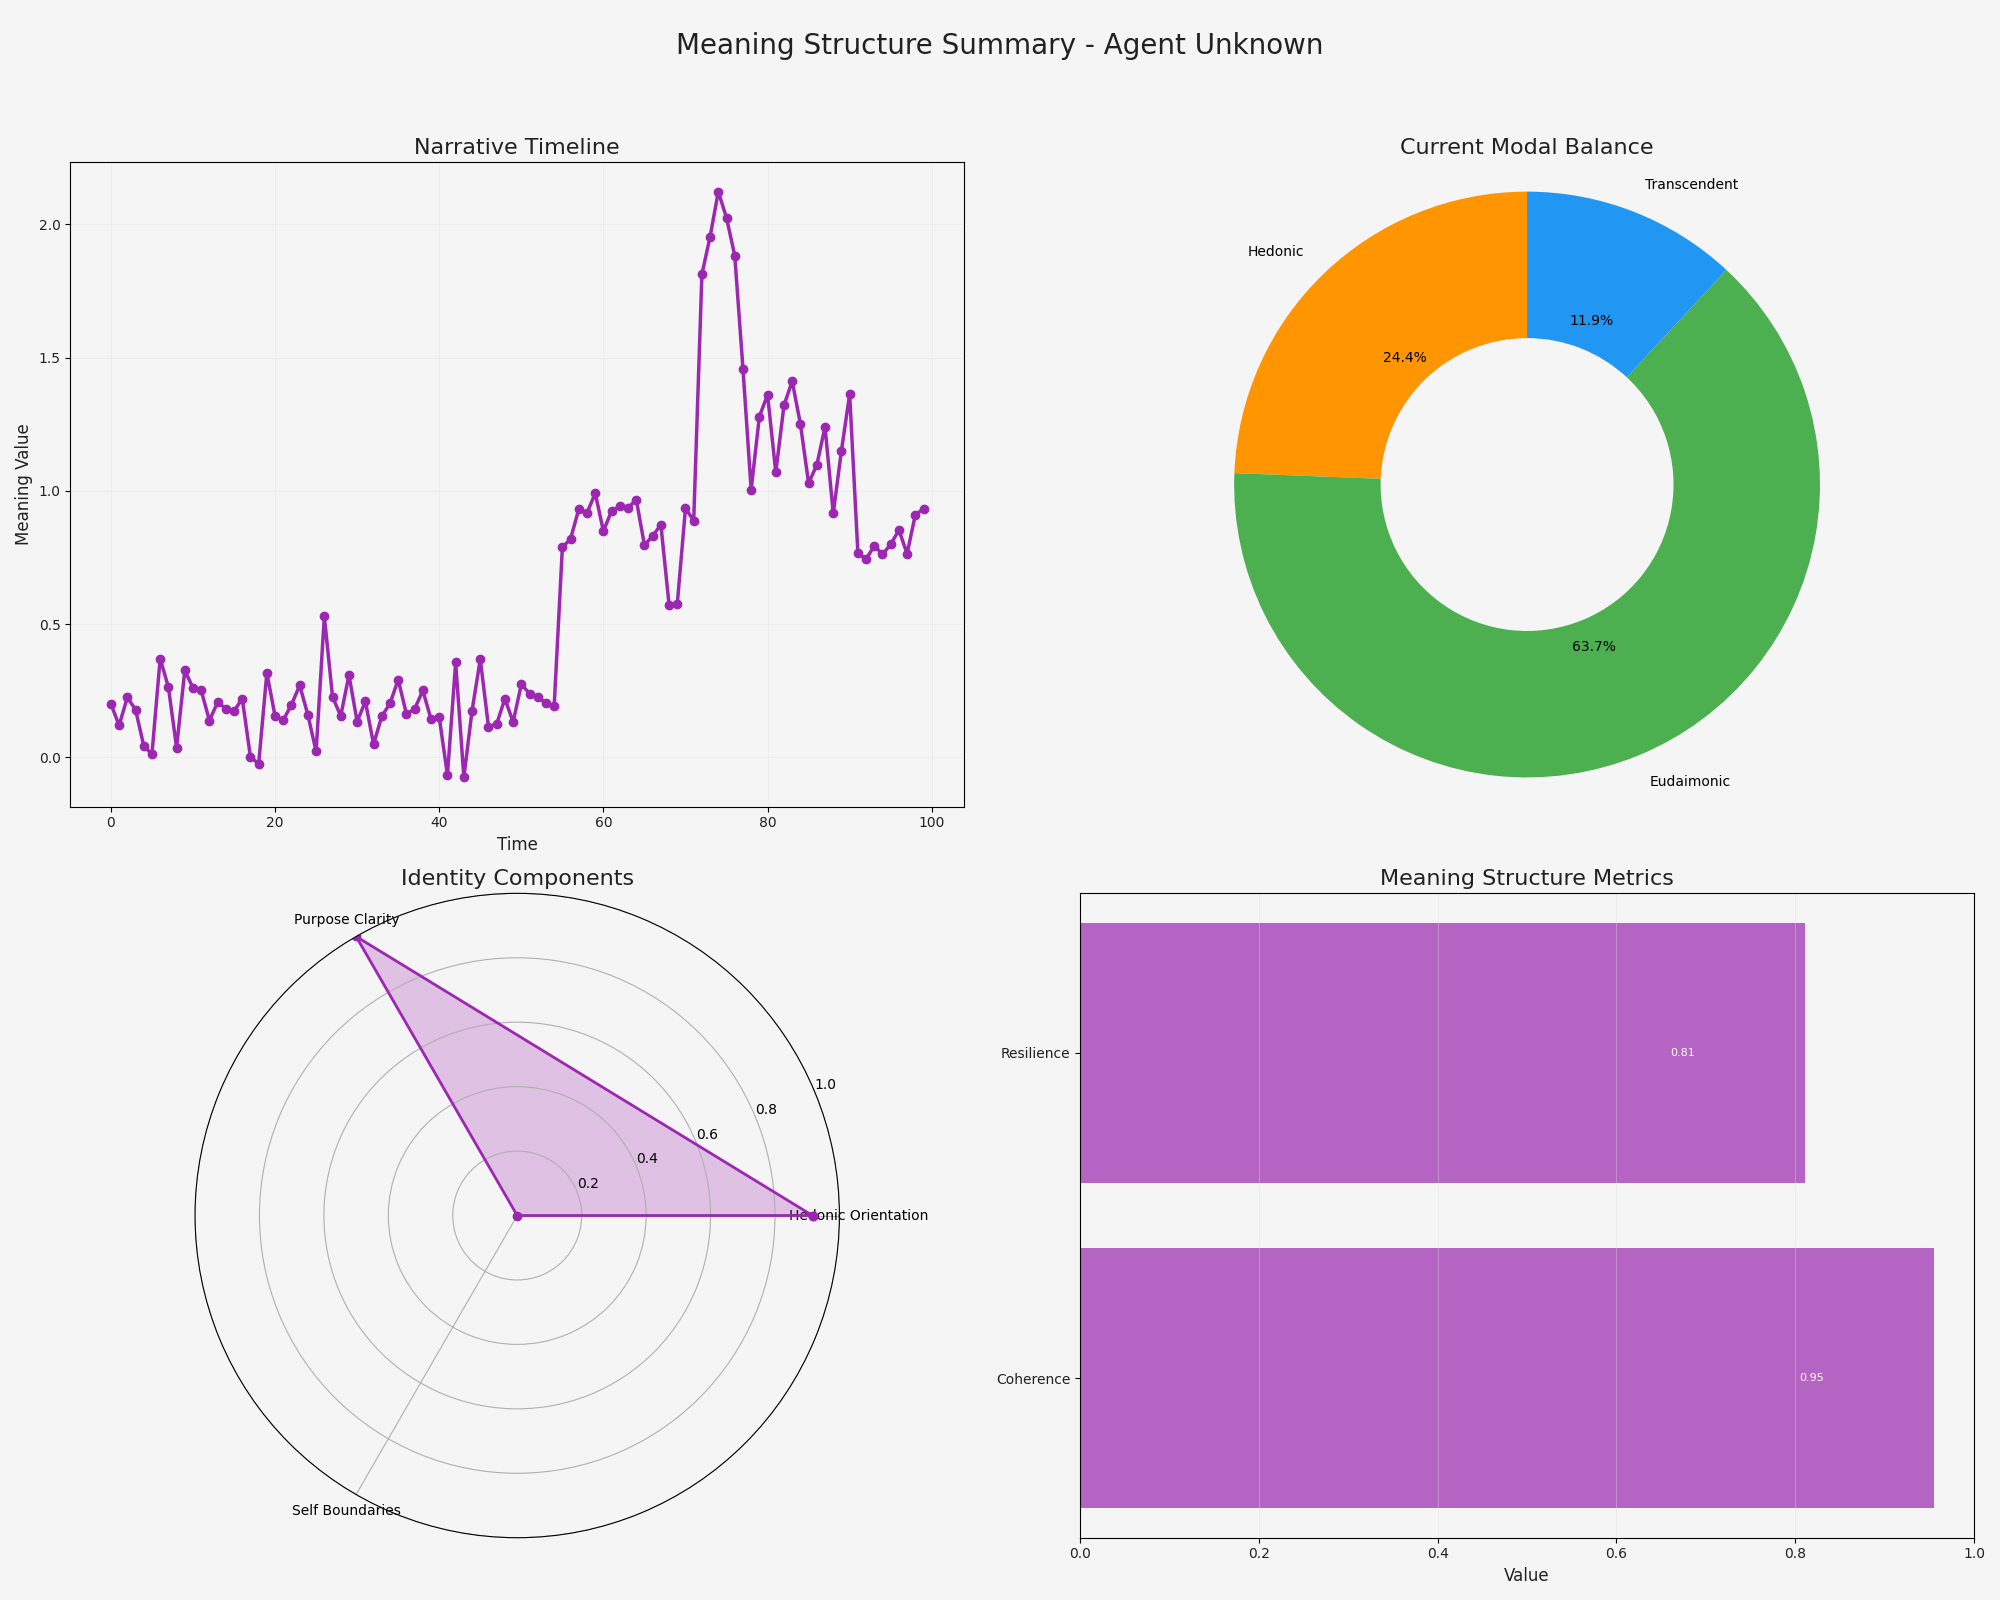 Meaning Structure Summary - Agent Unknown
Narrative Timeline
Meaning Value
2.0
1.5
1.0
0.5
0.0
0
20
40
60
80
100
Time
Current Modal Balance
Transcendent
Hedonic
11.9%
24.4%
63.7%
Eudaimonic
Identity Components
Purpose Clarity
1.0
0.8
0.6
0.4
0.2
Hedonic Orientation
Self Boundaries
Meaning Structure Metrics
Resilience
0.81
Coherence
0.95
0.0
0.2
0.4
0.6
0.8
1.0
Value